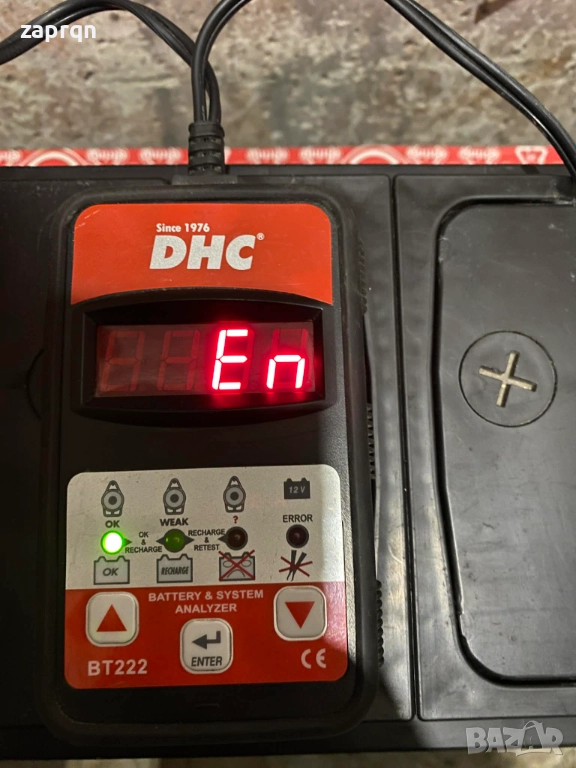 zaprqn
Since 1976
DHC®
En
12 V
OK
WEAK
?
ERROR
OK & RECHARGE
RECHARGE & RETEST
OK
RECHARGE
BATTERY & SYSTEM
ANALYZER
ENTER
BT222
CE
BAZAR